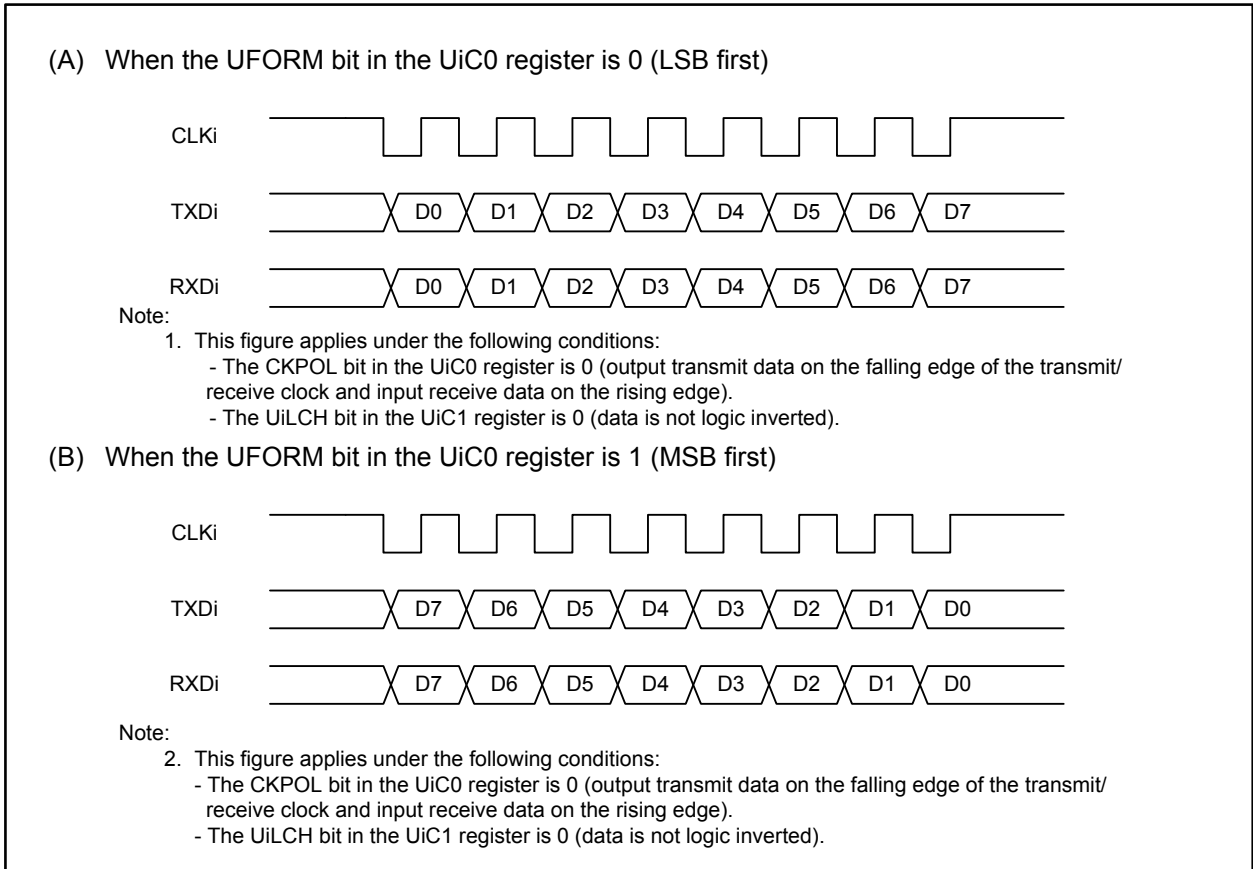 (A) When the UFORM bit in the UiC0 register is 0 (LSB first)
CLKi
TXDi D0 D1 D2 D3 D4 D5 D6 D7
RXDi D0 D1 D2 D3 D4 D5 D6 D7
Note:
1. This figure applies under the following conditions:
- The CKPOL bit in the UiC0 register is 0 (output transmit data on the falling edge of the transmit/
receive clock and input receive data on the rising edge).
- The UiLCH bit in the UiC1 register is 0 (data is not logic inverted).
(B) When the UFORM bit in the UiC0 register is 1 (MSB first)
CLKi
TXDi D7 D6 D5 D4 D3 D2 D1 D0
RXDi D7 D6 D5 D4 D3 D2 D1 D0
Note:
2. This figure applies under the following conditions:
- The CKPOL bit in the UiC0 register is 0 (output transmit data on the falling edge of the transmit/
receive clock and input receive data on the rising edge).
- The UiLCH bit in the UiC1 register is 0 (data is not logic inverted).